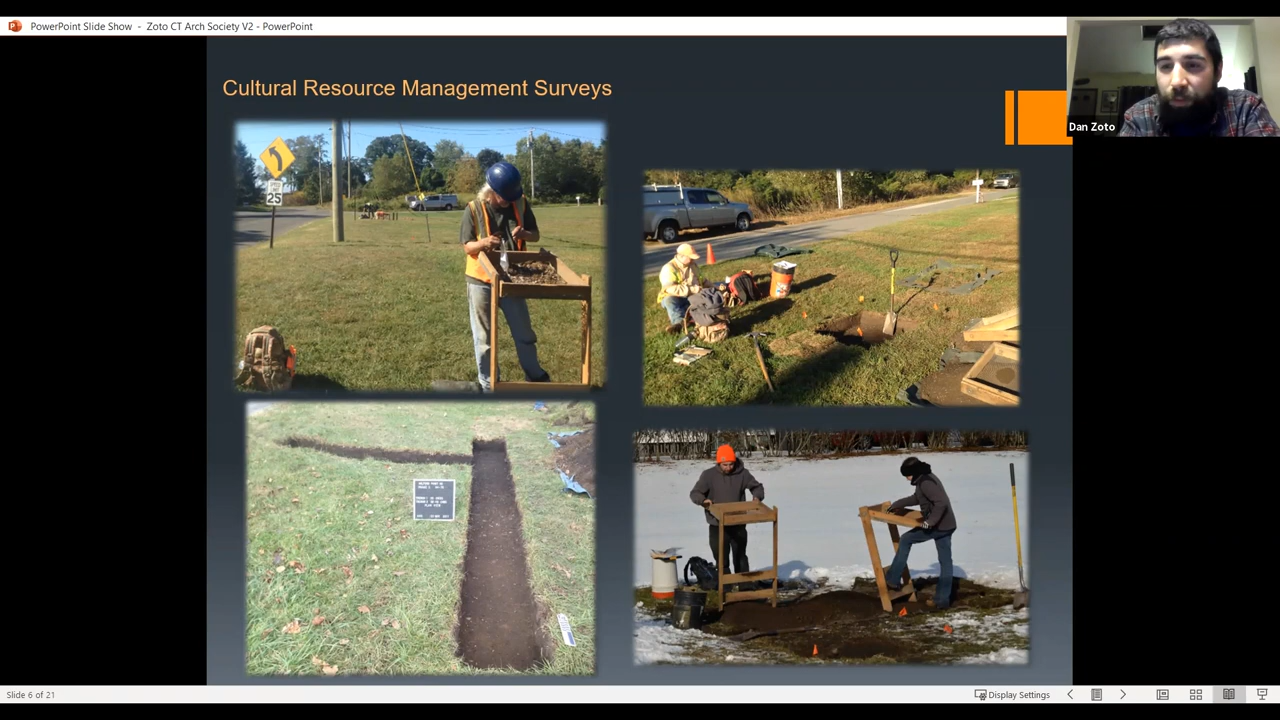 PowerPoint Slide Show - Zoto CT Arch Society V2 - PowerPoint
Cultural Resource Management Surveys
25
Dan Zoto
Slide 6 of 21
Display Settings